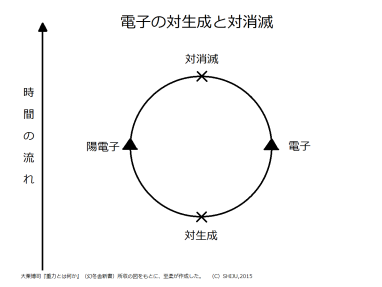 電子の対生成と対消滅
対消滅
時間の流れ
陽電子
電子
対生成
大栗博司『重力とは何か』（幻冬舎新書）所収の図をもとに、空柔が作成した。　（C）SHOU,2015